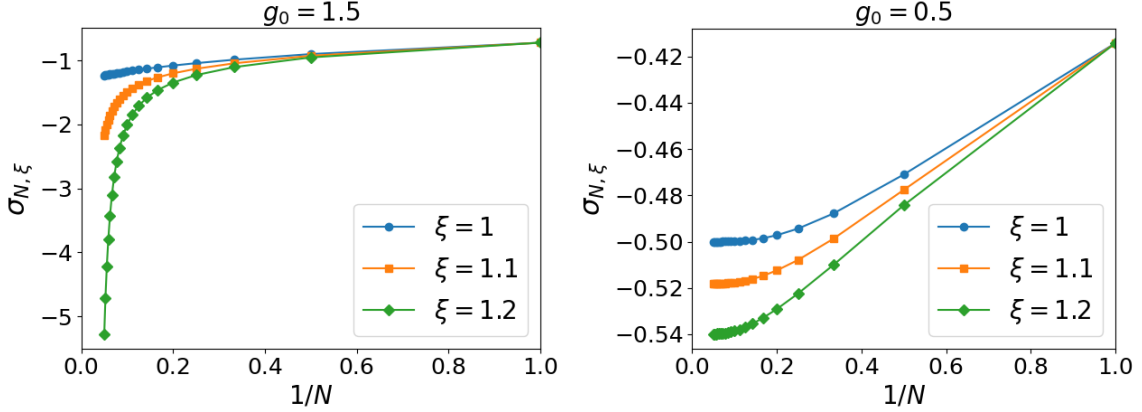 g₀ = 1.5
−1
−2
−3
−4
−5
σ_{N, ξ}
ξ = 1
ξ = 1.1
ξ = 1.2
0.0 0.2 0.4 0.6 0.8 1.0
1/N
g₀ = 0.5
−0.42
−0.44
−0.46
−0.48
−0.50
−0.52
−0.54
σ_{N, ξ}
ξ = 1
ξ = 1.1
ξ = 1.2
0.0 0.2 0.4 0.6 0.8 1.0
1/N